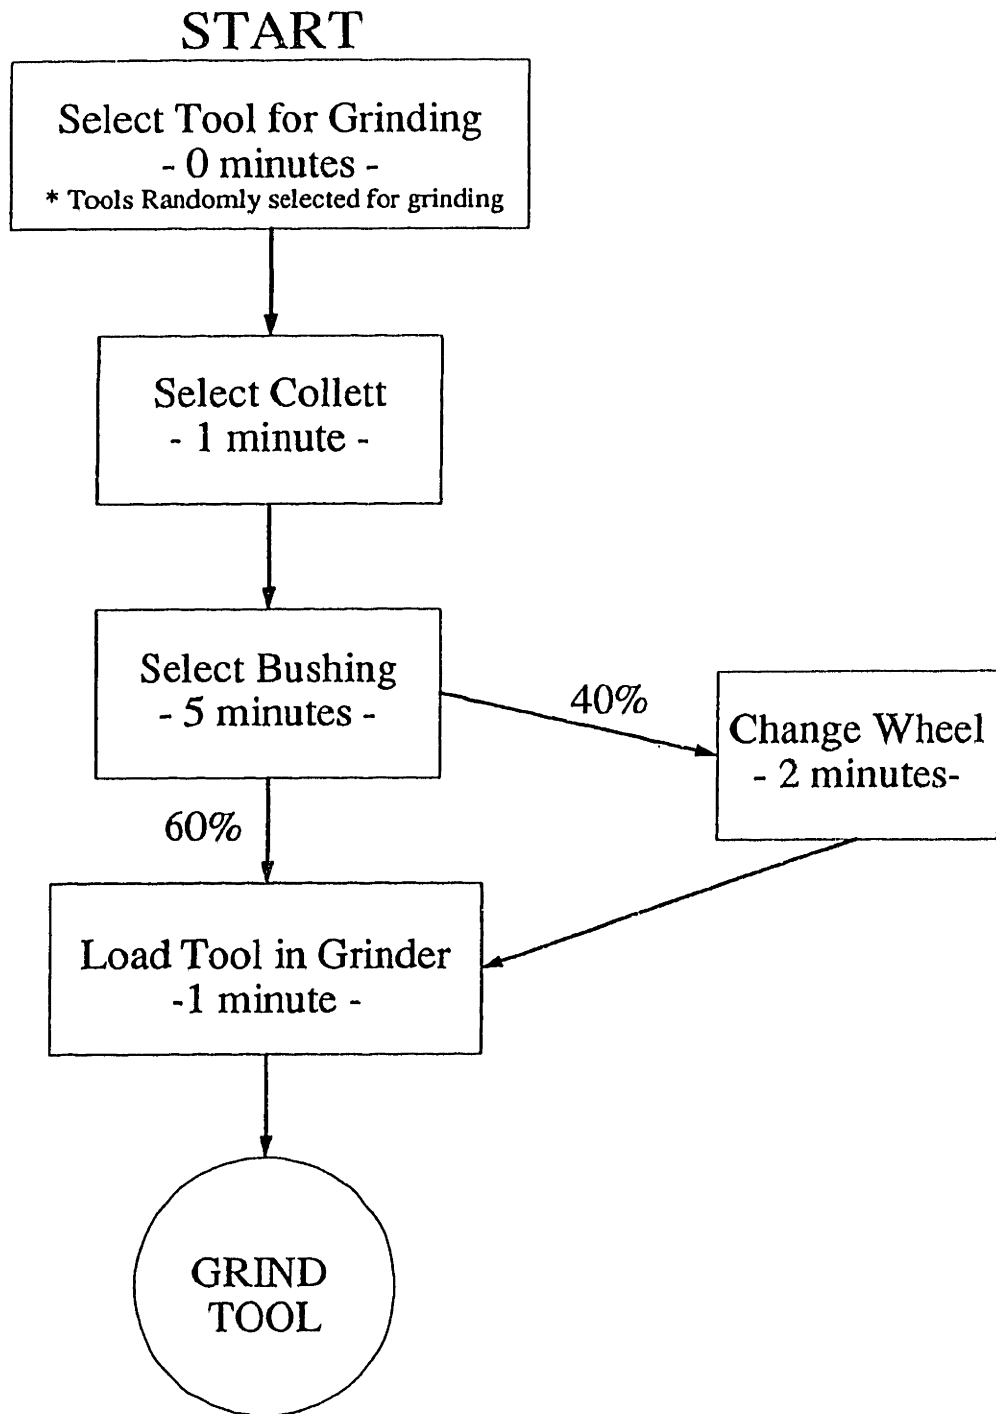 START
Select Tool for Grinding
- 0 minutes -
* Tools Randomly selected for grinding
Select Collett
- 1 minute -
Select Bushing
- 5 minutes -
40%
Change Wheel
- 2 minutes-
60%
Load Tool in Grinder
-1 minute -
GRIND
TOOL